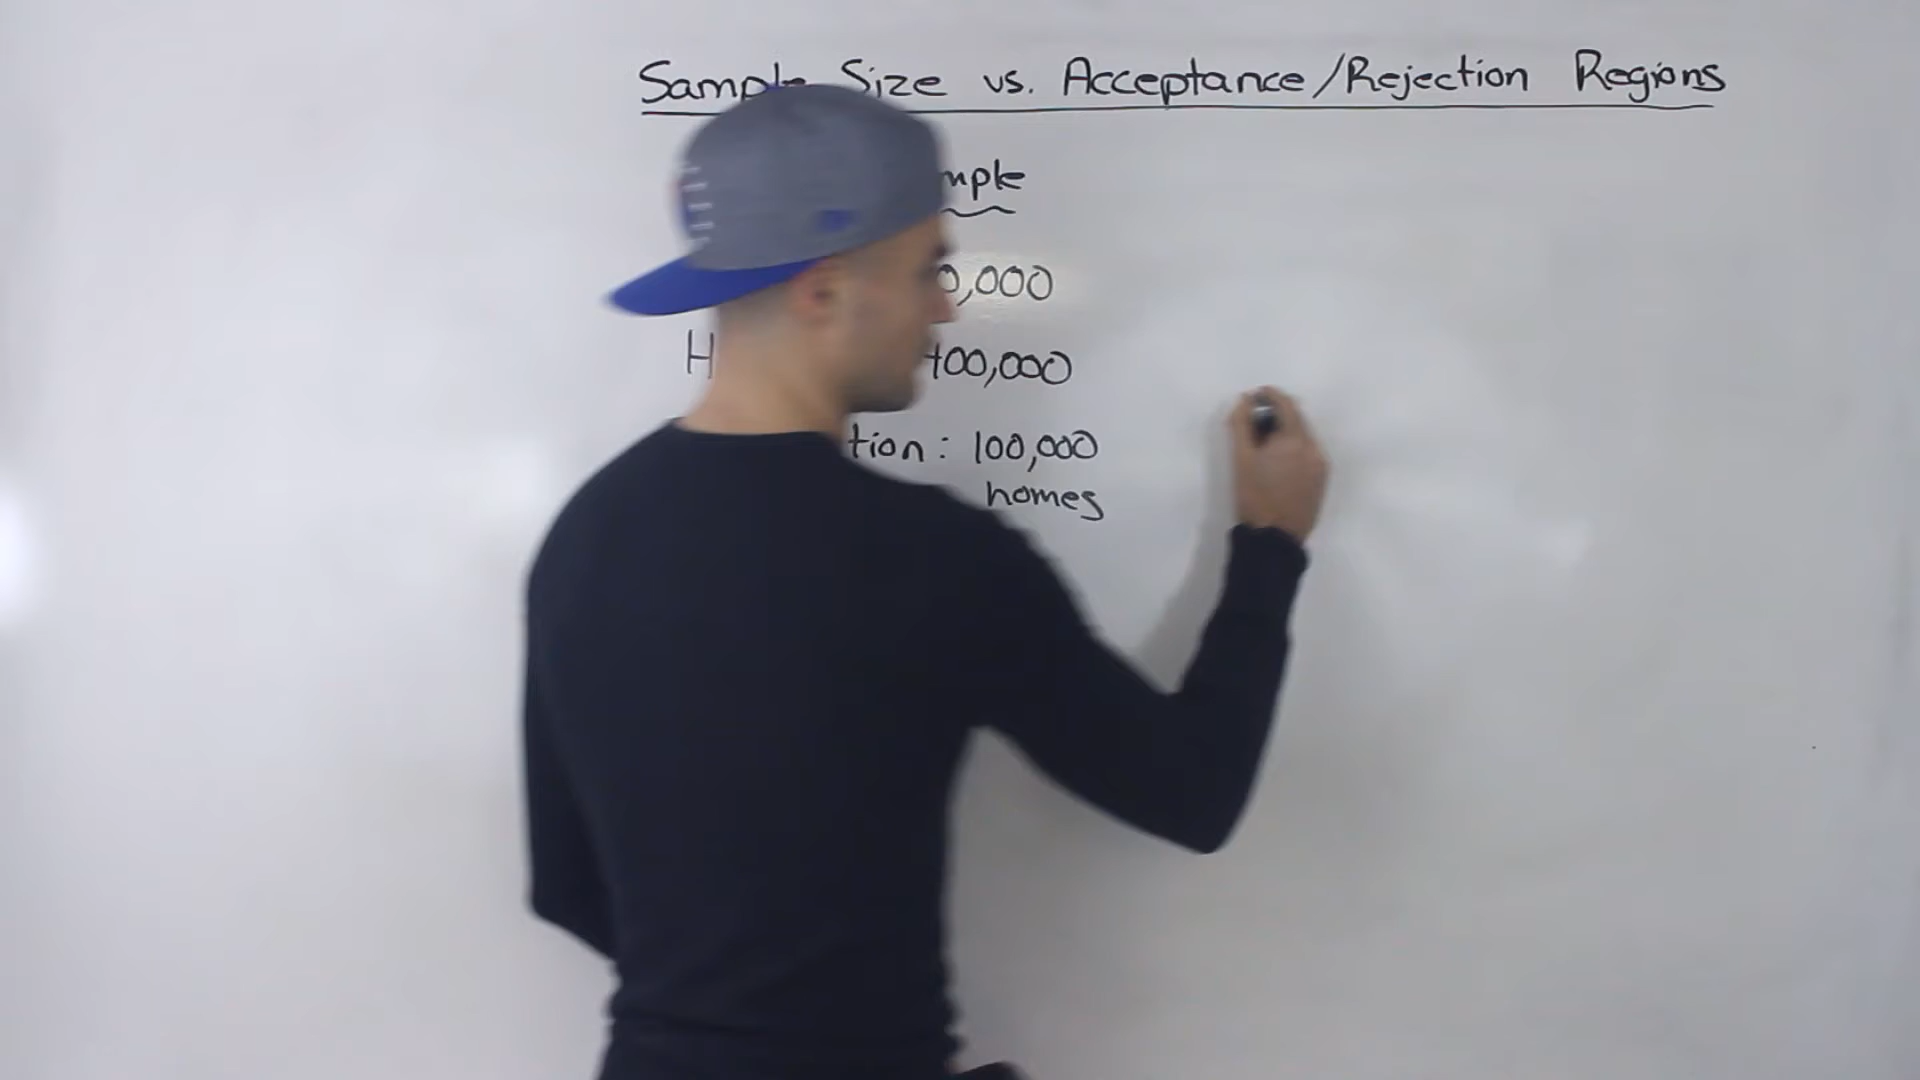 Sample Size vs. Acceptance/Rejection Regions
mple
0,000
H 400,000
tion: 100,000
homes